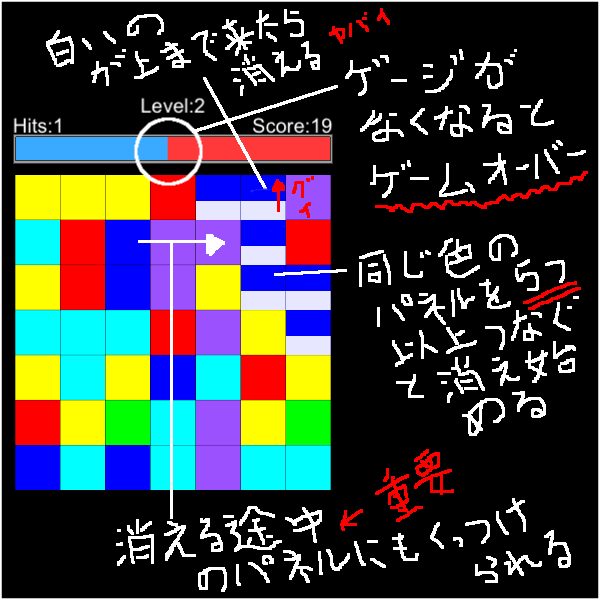 白いの
が上まで来たら
消える
ヤバイ
ゲージが
なくなると
ゲームオーバー
Level:2
Hits:1
Score:19
グイ
同じ色の
パネルを5つ
以上つなぐ
と消え始
める
重要
消える途中
のパネルにもくっつけ
られる